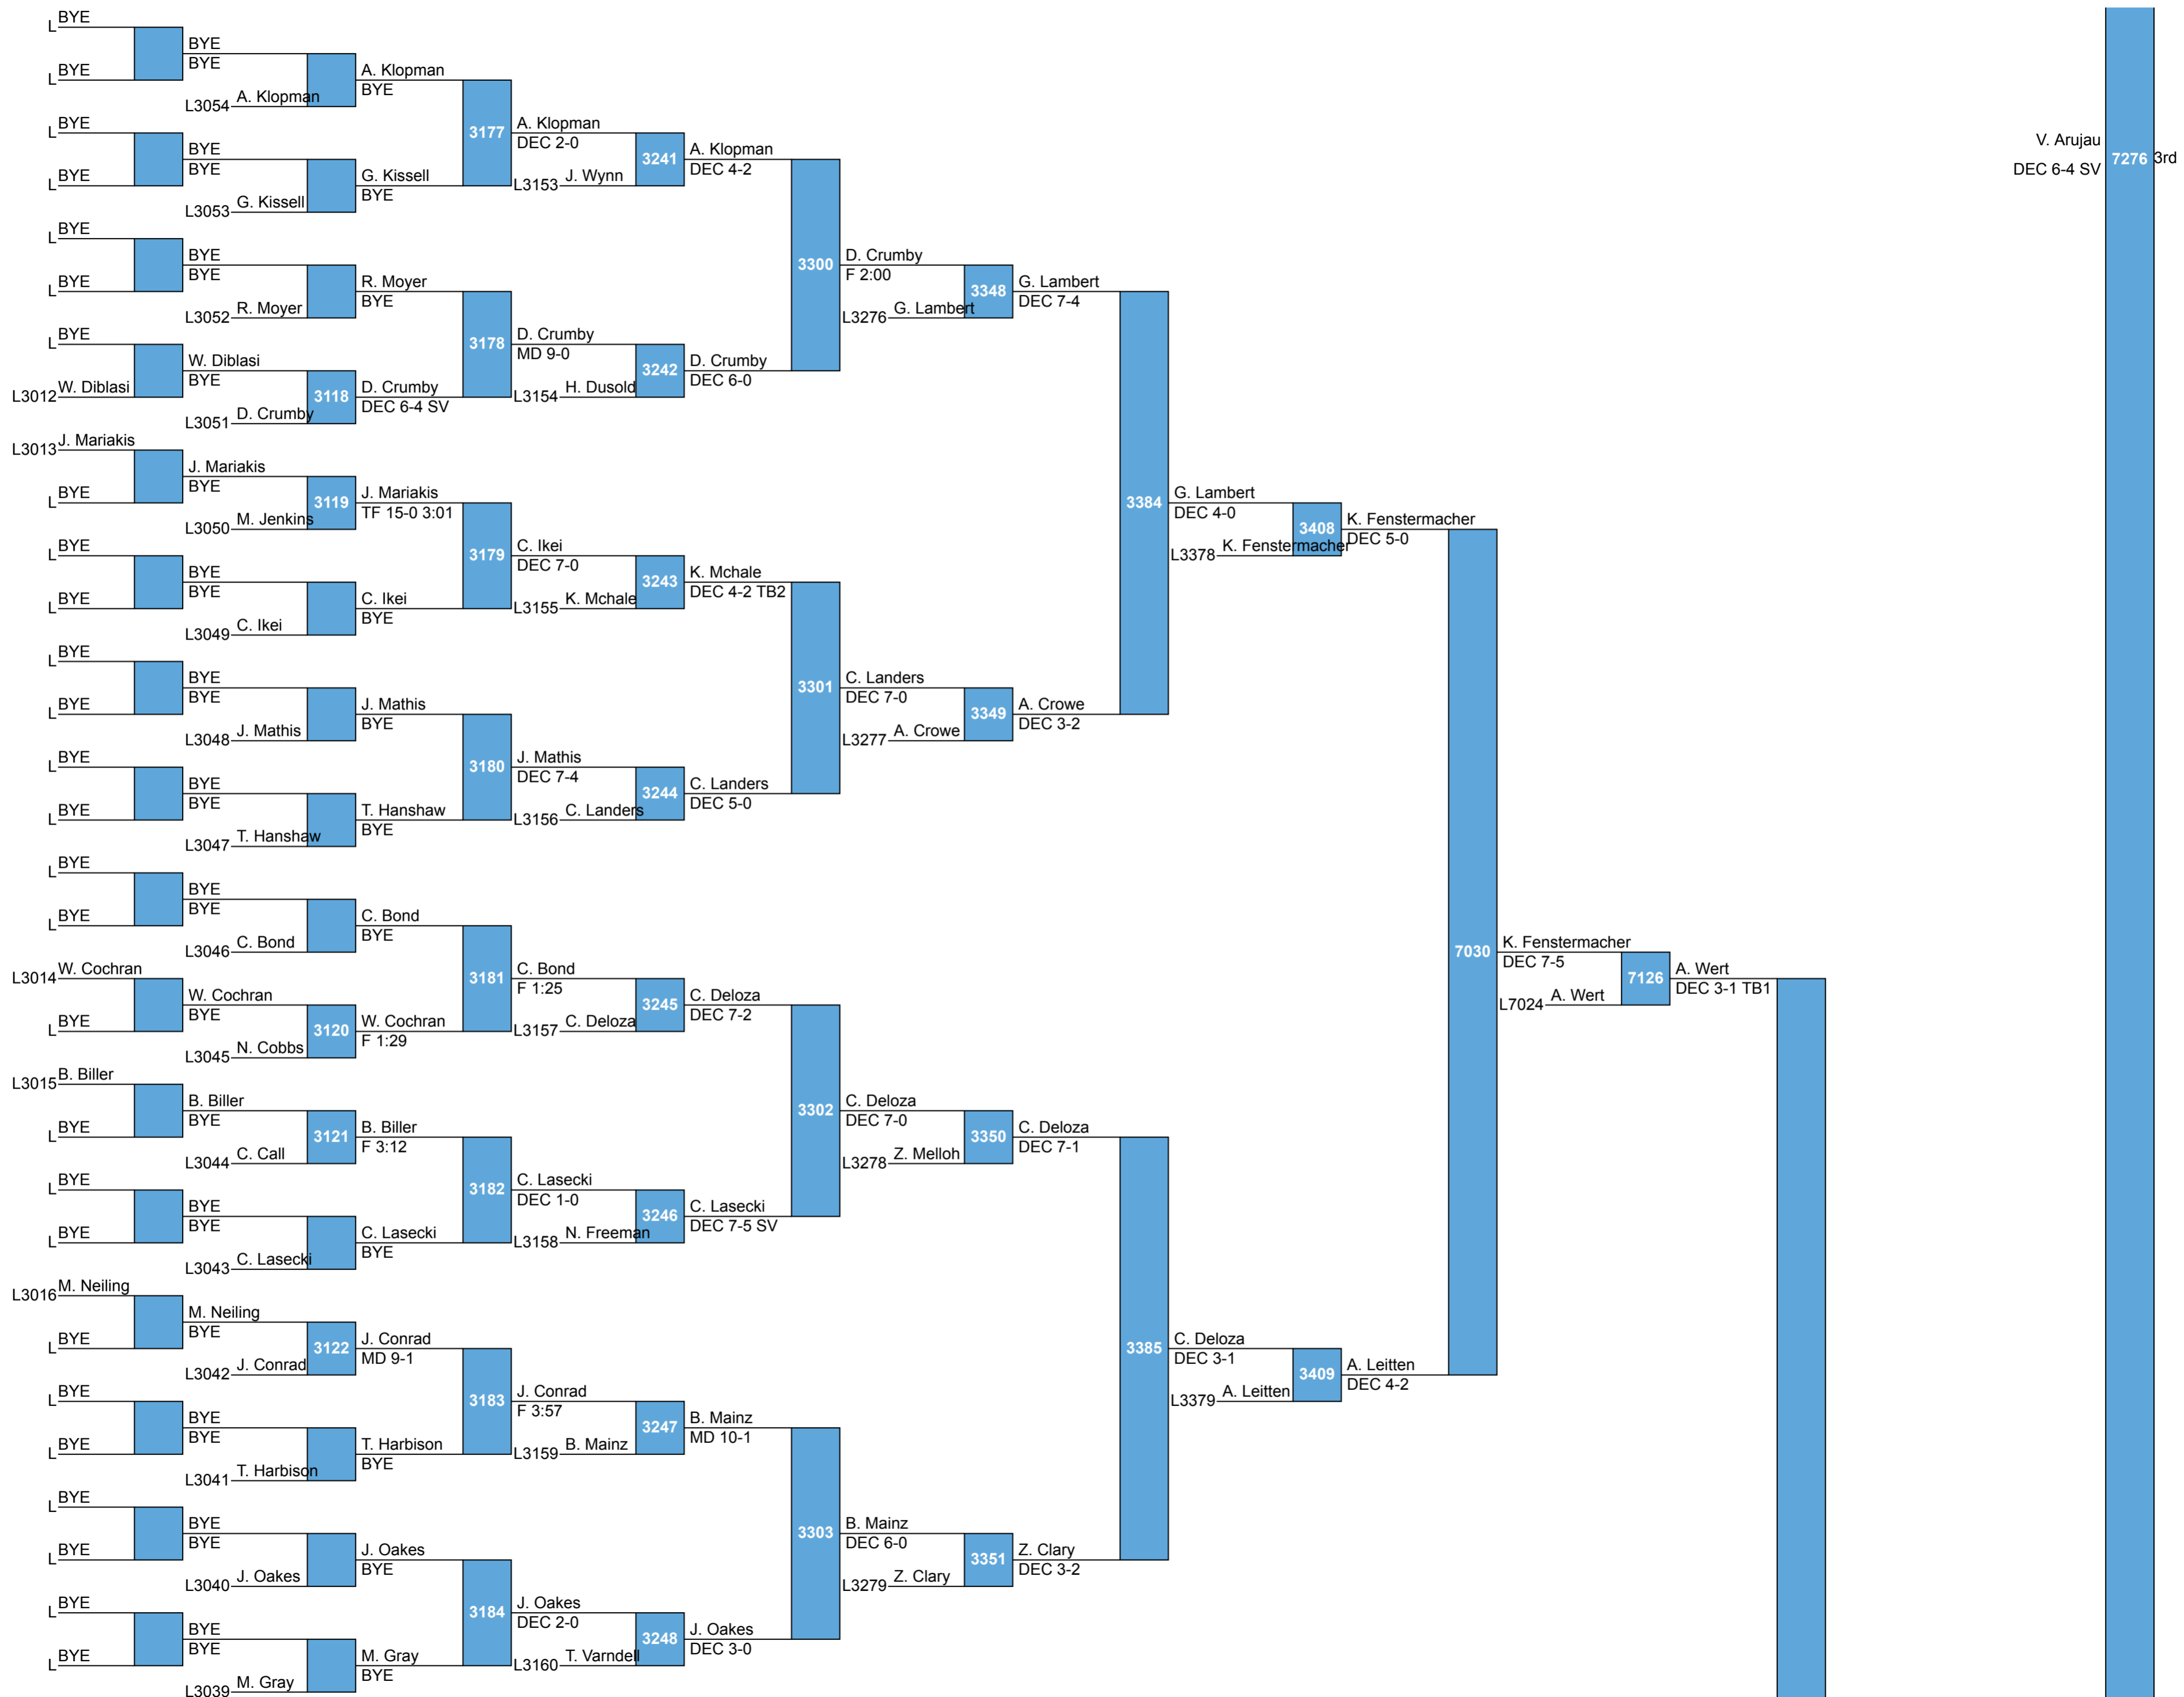 L BYE
L BYE
BYE
BYE
L3054 A. Klopman
A. Klopman
BYE
L BYE
L BYE
BYE
BYE
L3053 G. Kissell
G. Kissell
BYE
3177
A. Klopman
DEC 2-0
L3153 J. Wynn
3241
A. Klopman
DEC 4-2
L BYE
L BYE
BYE
BYE
L3052 R. Moyer
R. Moyer
BYE
L BYE
L3012 W. Diblasi
W. Diblasi
BYE
L3051 D. Crumby
3118
D. Crumby
DEC 6-4 SV
3178
D. Crumby
MD 9-0
L3154 H. Dusold
3242
D. Crumby
DEC 6-0
3300
D. Crumby
F 2:00
L3276 G. Lambert
3348
G. Lambert
DEC 7-4
L3013 J. Mariakis
L BYE
J. Mariakis
BYE
L3050 M. Jenkins
3119
J. Mariakis
TF 15-0 3:01
L BYE
L BYE
BYE
BYE
L3049 C. Ikei
C. Ikei
BYE
3179
C. Ikei
DEC 7-0
L3155 K. Mchale
3243
K. Mchale
DEC 4-2 TB2
L BYE
L BYE
BYE
BYE
L3048 J. Mathis
J. Mathis
BYE
L BYE
L BYE
BYE
BYE
L3047 T. Hanshaw
T. Hanshaw
BYE
3180
J. Mathis
DEC 7-4
L3156 C. Landers
3244
C. Landers
DEC 5-0
3301
C. Landers
DEC 7-0
L3277 A. Crowe
3349
A. Crowe
DEC 3-2
3384
G. Lambert
DEC 4-0
L3378 K. Fenstermacher
3408
K. Fenstermacher
DEC 5-0
L BYE
L BYE
BYE
BYE
L3046 C. Bond
C. Bond
BYE
L3014 W. Cochran
L BYE
W. Cochran
BYE
L3045 N. Cobbs
3120
W. Cochran
F 1:29
3181
C. Bond
F 1:25
L3157 C. Deloza
3245
C. Deloza
DEC 7-2
L3015 B. Biller
L BYE
B. Biller
BYE
L3044 C. Call
3121
B. Biller
F 3:12
L BYE
L BYE
BYE
BYE
L3043 C. Lasecki
C. Lasecki
BYE
3182
C. Lasecki
DEC 1-0
L3158 N. Freeman
3246
C. Lasecki
DEC 7-5 SV
3302
C. Deloza
DEC 7-0
L3278 Z. Melloh
3350
C. Deloza
DEC 7-1
L3016 M. Neiling
L BYE
M. Neiling
BYE
L3042 J. Conrad
3122
J. Conrad
MD 9-1
L BYE
L BYE
BYE
BYE
L3041 T. Harbison
T. Harbison
BYE
3183
J. Conrad
F 3:57
L3159 B. Mainz
3247
B. Mainz
MD 10-1
L BYE
L BYE
BYE
BYE
L3040 J. Oakes
J. Oakes
BYE
L BYE
L BYE
BYE
BYE
L3039 M. Gray
M. Gray
BYE
3184
J. Oakes
DEC 2-0
L3160 T. Varndell
3248
J. Oakes
DEC 3-0
3303
B. Mainz
DEC 6-0
L3279 Z. Clary
3351
Z. Clary
DEC 3-2
3385
C. Deloza
DEC 3-1
L3379 A. Leitten
3409
A. Leitten
DEC 4-2
7030
K. Fenstermacher
DEC 7-5
L7024 A. Wert
7126
A. Wert
DEC 3-1 TB1
V. Arujau
DEC 6-4 SV
7276 3rd